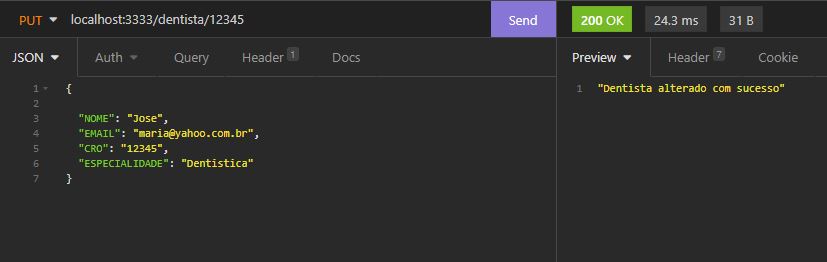 PUT localhost:3333/dentista/12345 Send 200 OK 24.3 ms 31 B
JSON Auth Query Header 1 Docs Preview Header 7 Cookie
1 {
2
3 "NOME": "Jose",
4 "EMAIL": "maria@yahoo.com.br",
5 "CRO": "12345",
6 "ESPECIALIDADE": "Dentistica"
7 }
1 "Dentista alterado com sucesso"